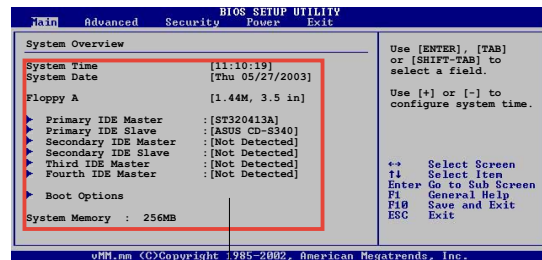 BIOS SETUP UTILITY
Main Advanced Security Power Exit
System Overview
System Time [11:10:19]
System Date [Thu 05/27/2003]
Floppy A [1.44M, 3.5 in]
Primary IDE Master :[ST320413A]
Primary IDE Slave :[ASUS CD-S340]
Secondary IDE Master :[Not Detected]
Secondary IDE Slave :[Not Detected]
Third IDE Master :[Not Detected]
Fourth IDE Master :[Not Detected]
Boot Options
System Memory : 256MB
Use [ENTER], [TAB]
or [SHIFT-TAB] to
select a field.
Use [+] or [-] to
configure system time.
↔ Select Screen
↑↓ Select Item
Enter Go to Sub Screen
F1 General Help
F10 Save and Exit
ESC Exit
vMM.mm (C)Copyright 1985-2002, American Megatrends, Inc.